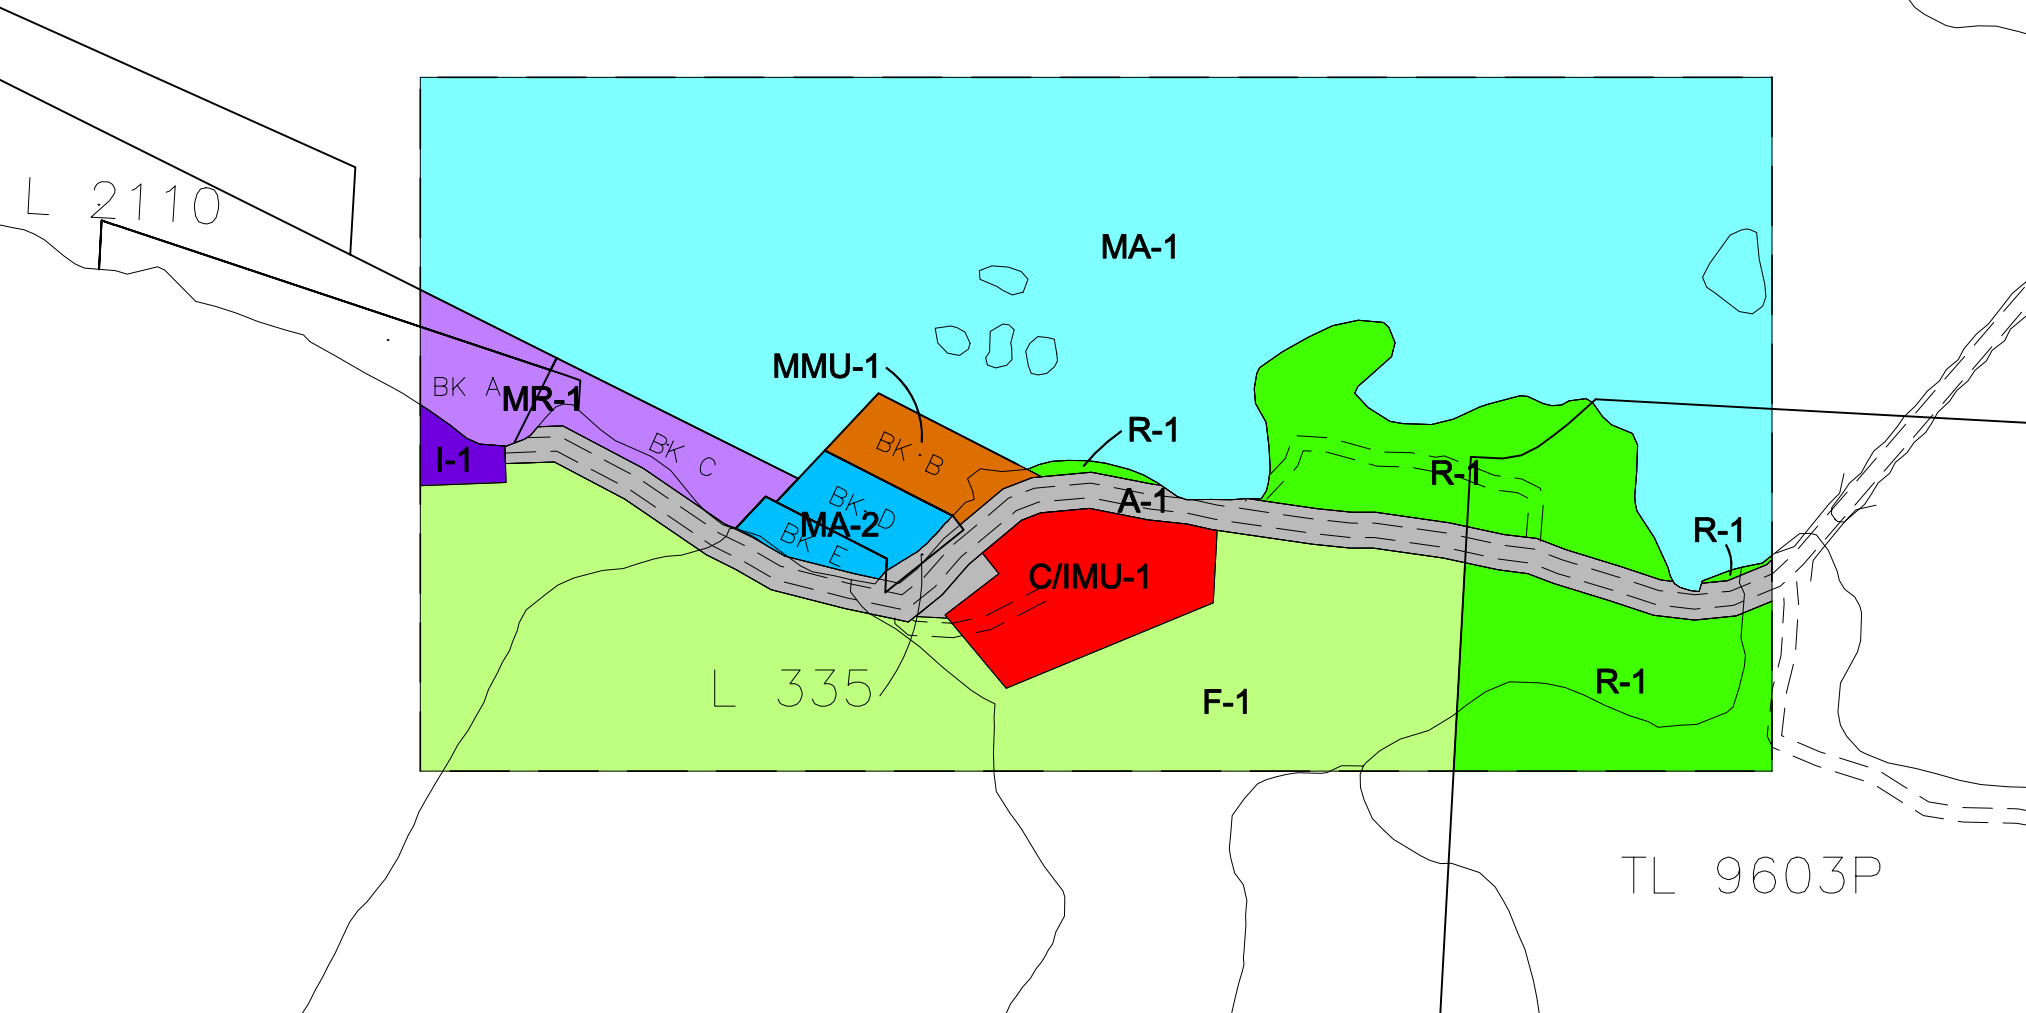 L 2110
MA-1
MMU-1
BK A
MR-1
R-1
BK C
BK B
I-1
R-1
A-1
BK D
MA-2
R-1
BK E
C/IMU-1
L 335
F-1
R-1
TL 9603P